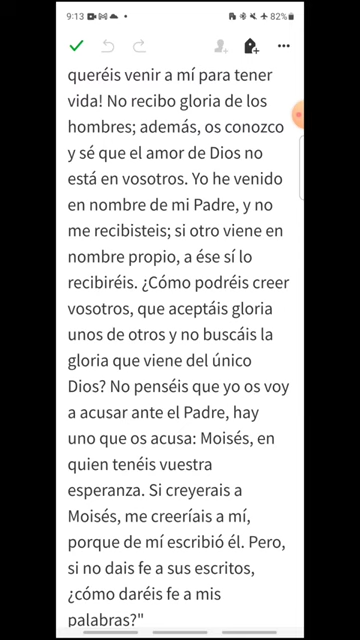 9:13
82%
queréis venir a mí para tener
vida! No recibo gloria de los
hombres; además, os conozco
y sé que el amor de Dios no
está en vosotros. Yo he venido
en nombre de mi Padre, y no
me recibisteis; si otro viene en
nombre propio, a ése sí lo
recibiréis. ¿Cómo podréis creer
vosotros, que aceptáis gloria
unos de otros y no buscáis la
gloria que viene del único
Dios? No penséis que yo os voy
a acusar ante el Padre, hay
uno que os acusa: Moisés, en
quien tenéis vuestra
esperanza. Si creyerais a
Moisés, me creeríais a mí,
porque de mí escribió él. Pero,
si no dais fe a sus escritos,
¿cómo daréis fe a mis
palabras?"